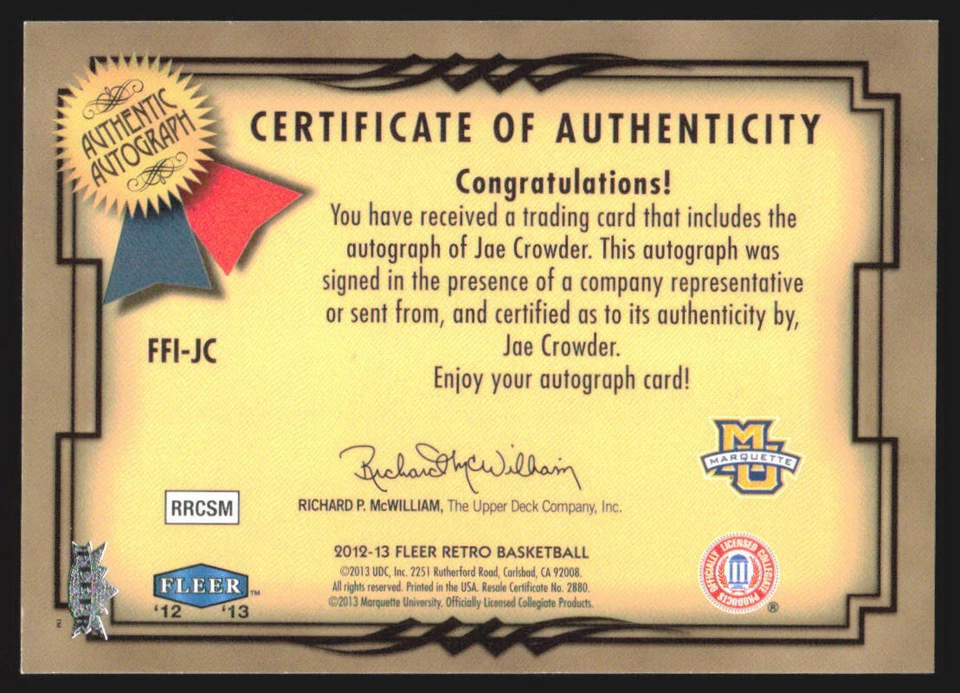 AUTHENTIC
AUTOGRAPH
CERTIFICATE OF AUTHENTICITY
Congratulations!
You have received a trading card that includes the
autograph of Jae Crowder. This autograph was
signed in the presence of a company representative
or sent from, and certified as to its authenticity by,
Jae Crowder.
Enjoy your autograph card!
FFI-JC
MU
MARQUETTE
Richard McWilliam
RICHARD P. McWILLIAM, The Upper Deck Company, Inc.
RRCSM
2012-13 FLEER RETRO BASKETBALL
©2013 UDC, Inc. 2251 Rutherford Road, Carlsbad, CA 92008.
All rights reserved. Printed in the USA. Resale Certificate No. 2880.
©2013 Marquette University. Officially Licensed Collegiate Products.
FLEER™
'12 '13
OFFICIALLY LICENSED COLLEGIATE PRODUCTS
®